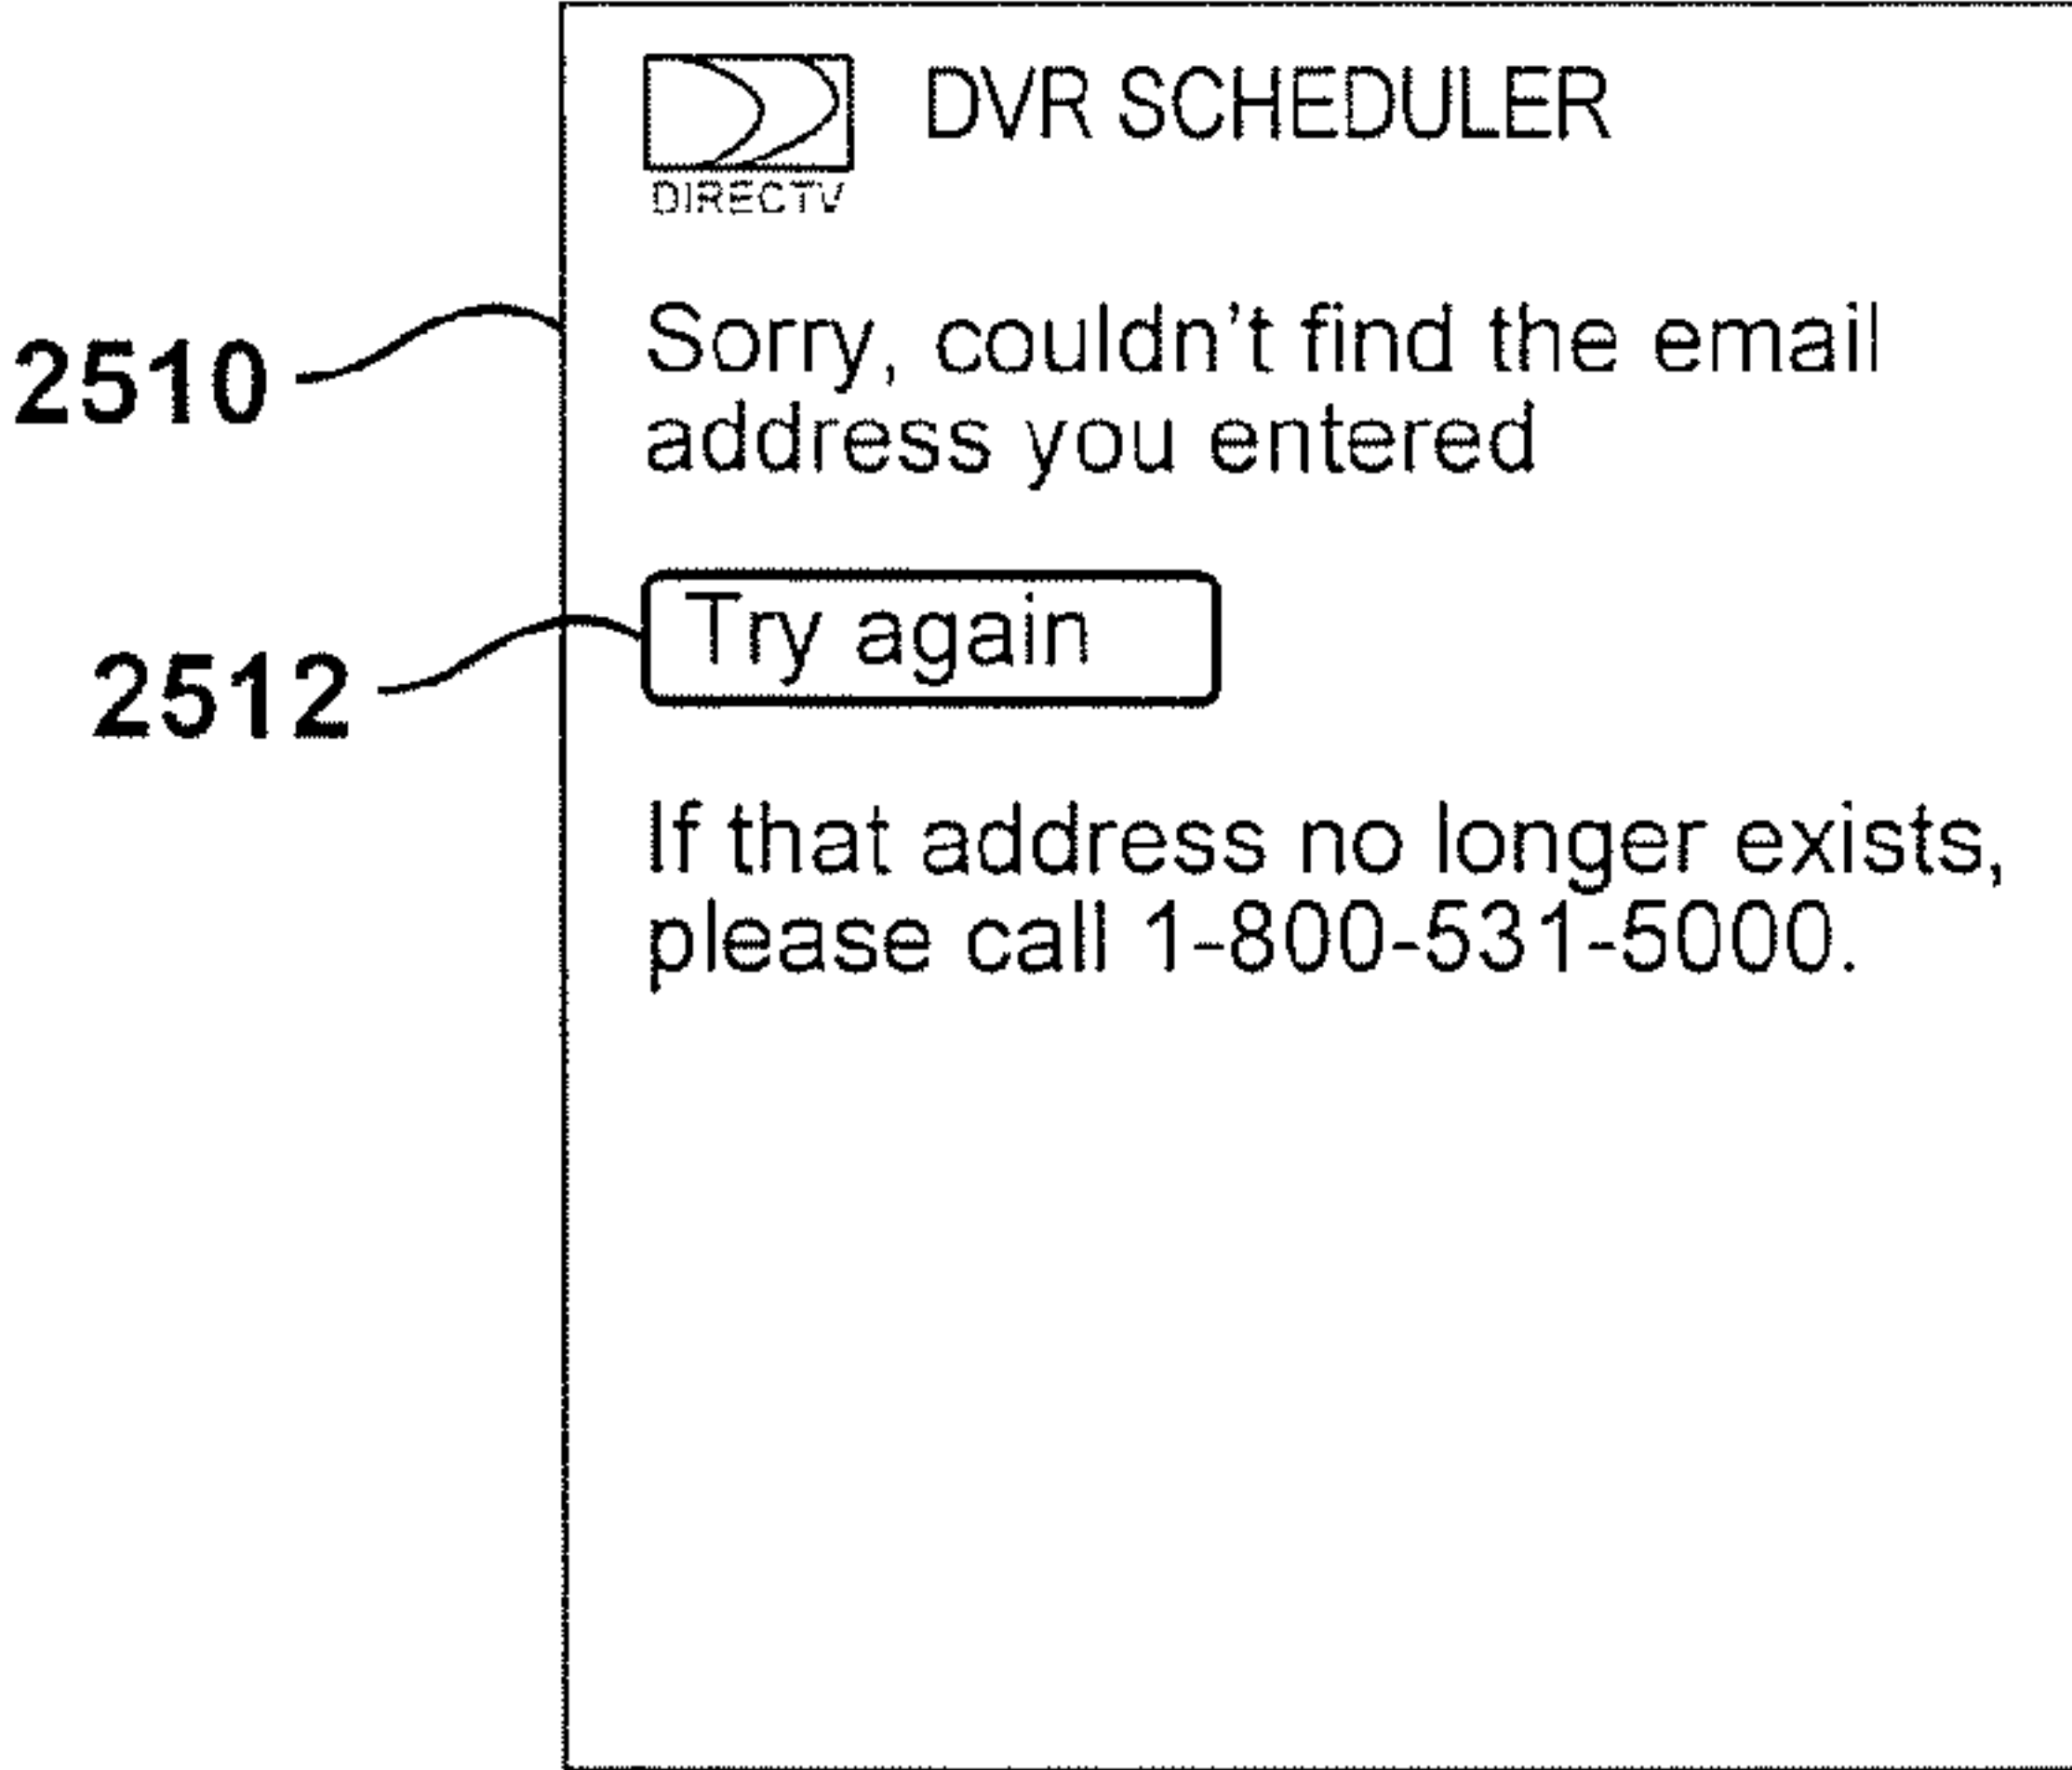 DVR SCHEDULER
DIRECTV
2510
Sorry, couldn't find the email
address you entered
2512
Try again
If that address no longer exists,
please call 1-800-531-5000.